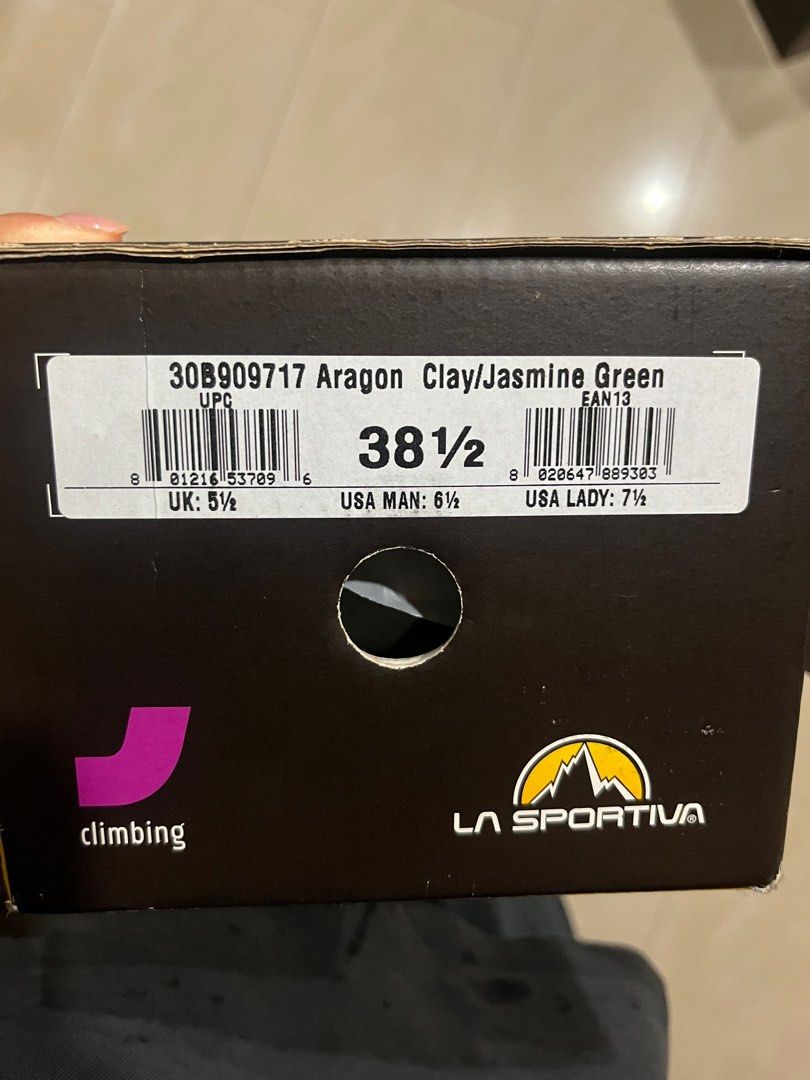 30B909717 Aragon Clay/Jasmine Green
UPC
EAN13
8 01216 53709 6
38½
8 020647 889303
UK: 5½ USA MAN: 6½ USA LADY: 7½
climbing
LA SPORTIVA®